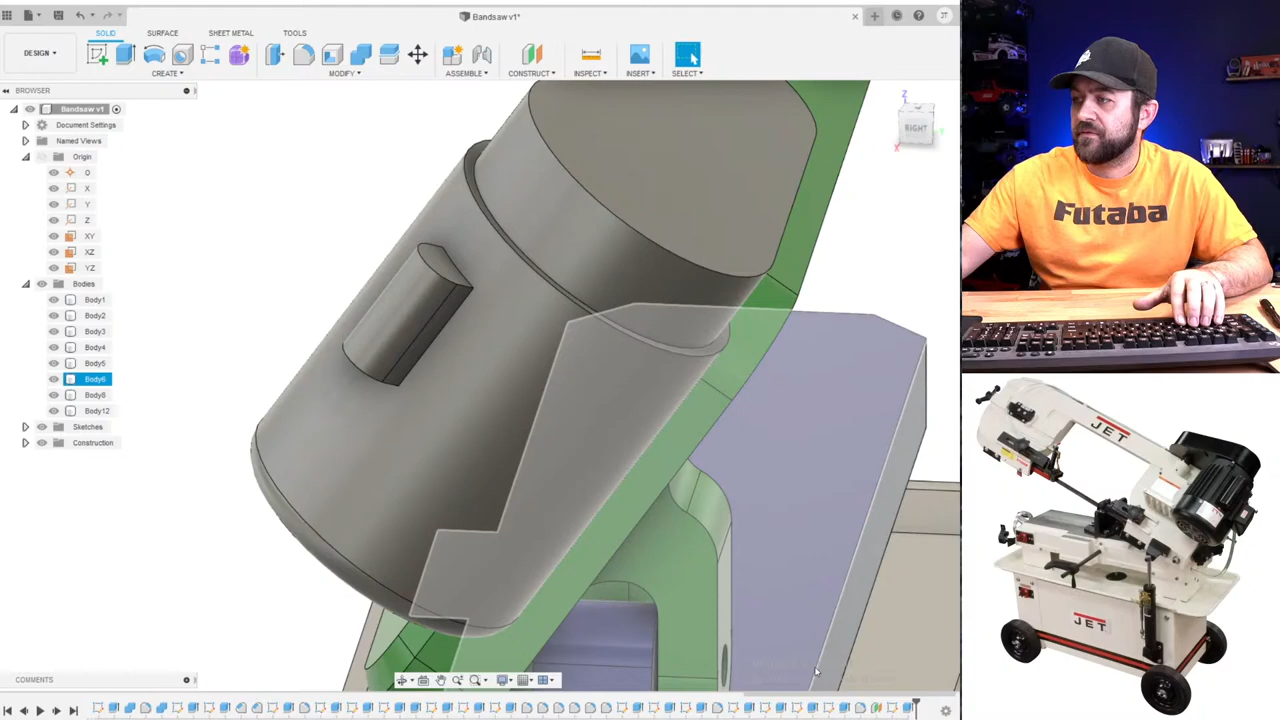 Bandsaw v1*
JT
DESIGN
SOLID
SURFACE
SHEET METAL
TOOLS
CREATE
MODIFY
ASSEMBLE
CONSTRUCT
INSPECT
INSERT
SELECT
BROWSER
Bandsaw v1
Document Settings
Named Views
Origin
O
X
Y
Z
XY
XZ
YZ
Bodies
Body1
Body2
Body3
Body4
Body5
Body6
Body8
Body12
Sketches
Construction
Z
RIGHT
Y
X
COMMENTS
Futaba
JET
JET